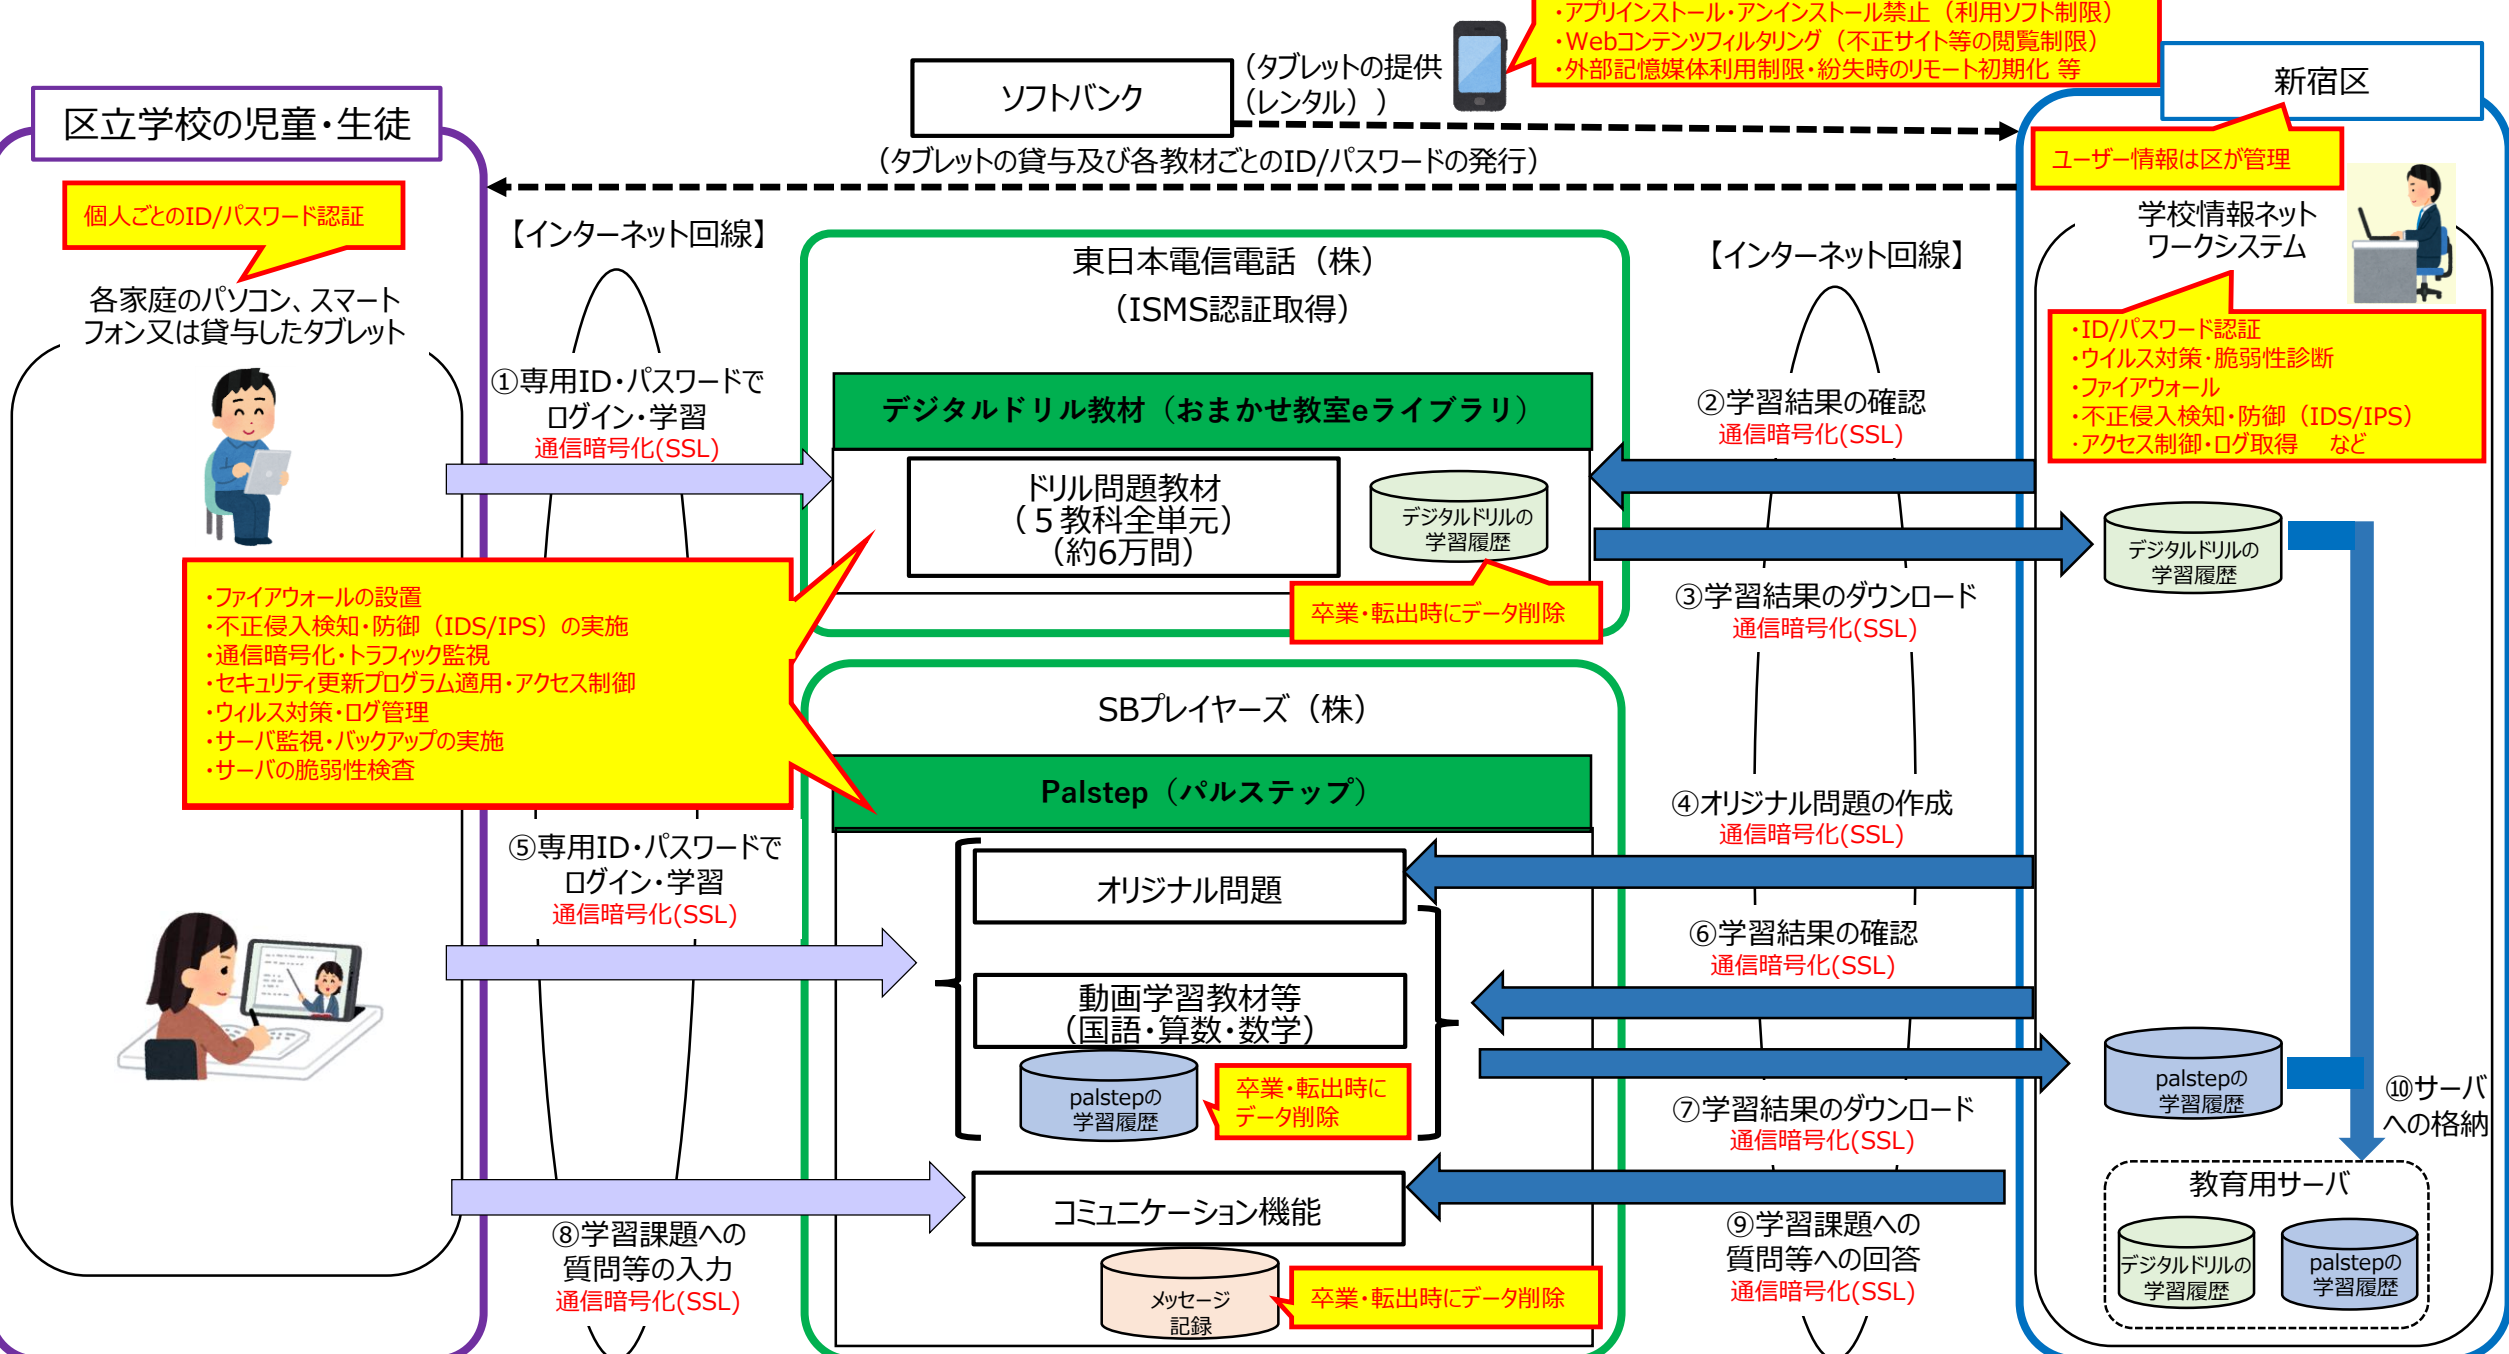 ・アプリインストール・アンインストール禁止（利用ソフト制限）
・Webコンテンツフィルタリング（不正サイト等の閲覧制限）
・外部記憶媒体利用制限・紛失時のリモート初期化 等
ソフトバンク
（タブレットの提供
（レンタル））
新宿区
区立学校の児童・生徒
（タブレットの貸与及び各教材ごとのID/パスワードの発行）
ユーザー情報は区が管理
個人ごとのID/パスワード認証
【インターネット回線】
東日本電信電話（株）
（ISMS認証取得）
【インターネット回線】
学校情報ネット
ワークシステム
各家庭のパソコン、スマート
フォン又は貸与したタブレット
・ID/パスワード認証
・ウイルス対策・脆弱性診断
・ファイアウォール
・不正侵入検知・防御（IDS/IPS）
・アクセス制御・ログ取得　など
①専用ID・パスワードで
ログイン・学習
通信暗号化(SSL)
デジタルドリル教材（おまかせ教室eライブラリ）
②学習結果の確認
通信暗号化(SSL)
ドリル問題教材
（５教科全単元）
（約6万問）
デジタルドリルの
学習履歴
デジタルドリルの
学習履歴
卒業・転出時にデータ削除
③学習結果のダウンロード
通信暗号化(SSL)
・ファイアウォールの設置
・不正侵入検知・防御（IDS/IPS）の実施
・通信暗号化・トラフィック監視
・セキュリティ更新プログラム適用・アクセス制御
・ウィルス対策・ログ管理
・サーバ監視・バックアップの実施
・サーバの脆弱性検査
SBプレイヤーズ（株）
Palstep（パルステップ）
④オリジナル問題の作成
通信暗号化(SSL)
⑤専用ID・パスワードで
ログイン・学習
通信暗号化(SSL)
オリジナル問題
⑥学習結果の確認
通信暗号化(SSL)
動画学習教材等
（国語・算数・数学）
palstepの
学習履歴
卒業・転出時に
データ削除
⑦学習結果のダウンロード
通信暗号化(SSL)
palstepの
学習履歴
⑩サーバ
への格納
コミュニケーション機能
⑧学習課題への
質問等の入力
通信暗号化(SSL)
⑨学習課題への
質問等への回答
通信暗号化(SSL)
メッセージ
記録
卒業・転出時にデータ削除
教育用サーバ
デジタルドリルの
学習履歴
palstepの
学習履歴